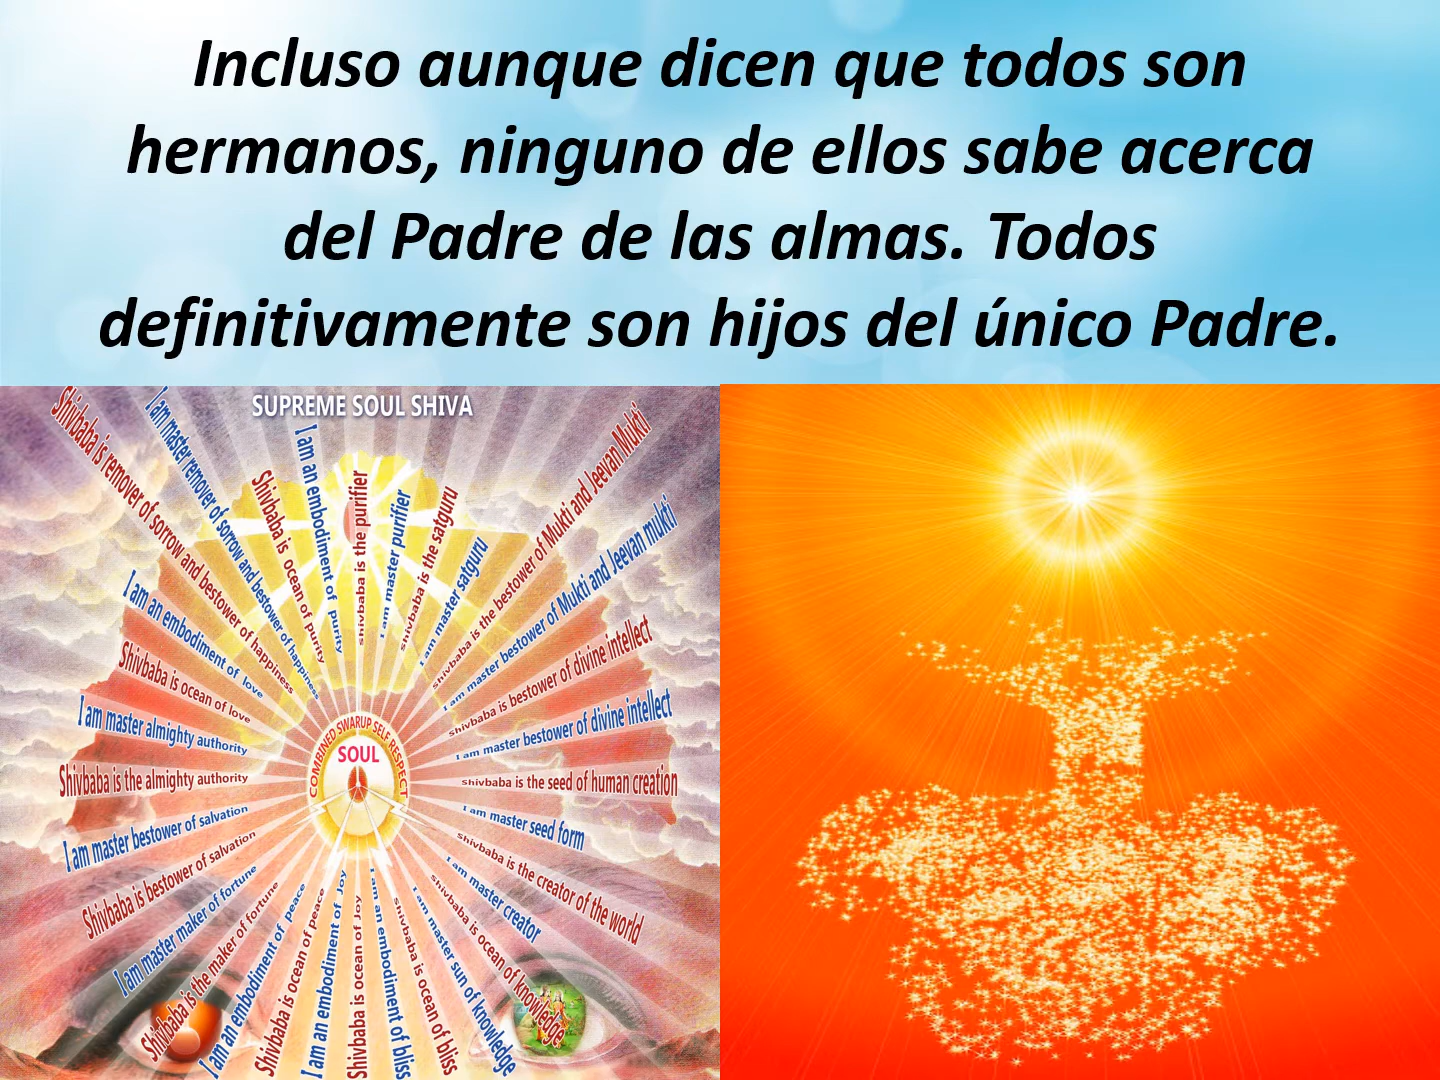 Incluso aunque dicen que todos son
hermanos, ninguno de ellos sabe acerca
del Padre de las almas. Todos
definitivamente son hijos del único Padre.
SUPREME SOUL SHIVA
Shivbaba is remover of sorrow and bestower of happiness
I am master remover of sorrow and bestower of happiness
Shivbaba is ocean of purity
I am an embodiment of purity
shivbaba is the purifier
I am master purifier
shivbaba is the satguru
I am master satguru
shivbaba is the bestower of Mukti and Jeevan Mukti
I am master bestower of Mukti and Jeevan mukti
shivbaba is bestower of divine intellect
I am master bestower of divine intellect
shivbaba is the seed of human creation
I am master seed form
Shivbaba is the creator of the world
I am master creator
shivbaba is ocean of knowledge
I am master sun of knowledge
shivbaba is ocean of bliss
I am an embodiment of bliss
Shivbaba is ocean of Joy
I am an embodiment of Joy
Shivbaba is ocean of peace
I am an embodiment of peace
Shivbaba is the maker of fortune
I am master maker of fortune
Shivbaba is bestower of salvation
I am master bestower of salvation
Shivbaba is the almighty authority
I am master almighty authority
Shivbaba is ocean of love
I am an embodiment of love
COMBINED SWARUP SELF RESPECT
SOUL